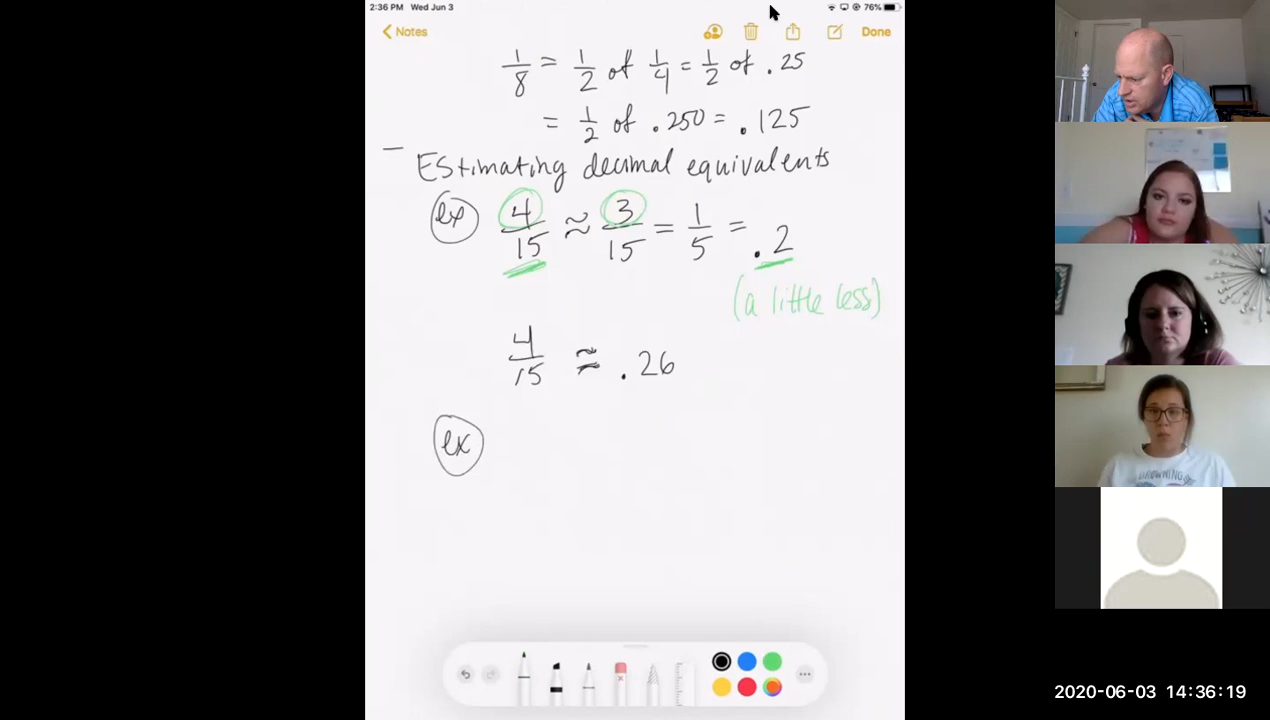 2:36 PM Wed Jun 3 76%
Notes Done
1/8 = 1/2 of 1/4 = 1/2 of .25
= 1/2 of .250 = .125
— Estimating decimal equivalents
ex 4/15 ≈ 3/15 = 1/5 = .2
(a little less)
4/15 ≈ .26
ex
2020-06-03 14:36:19